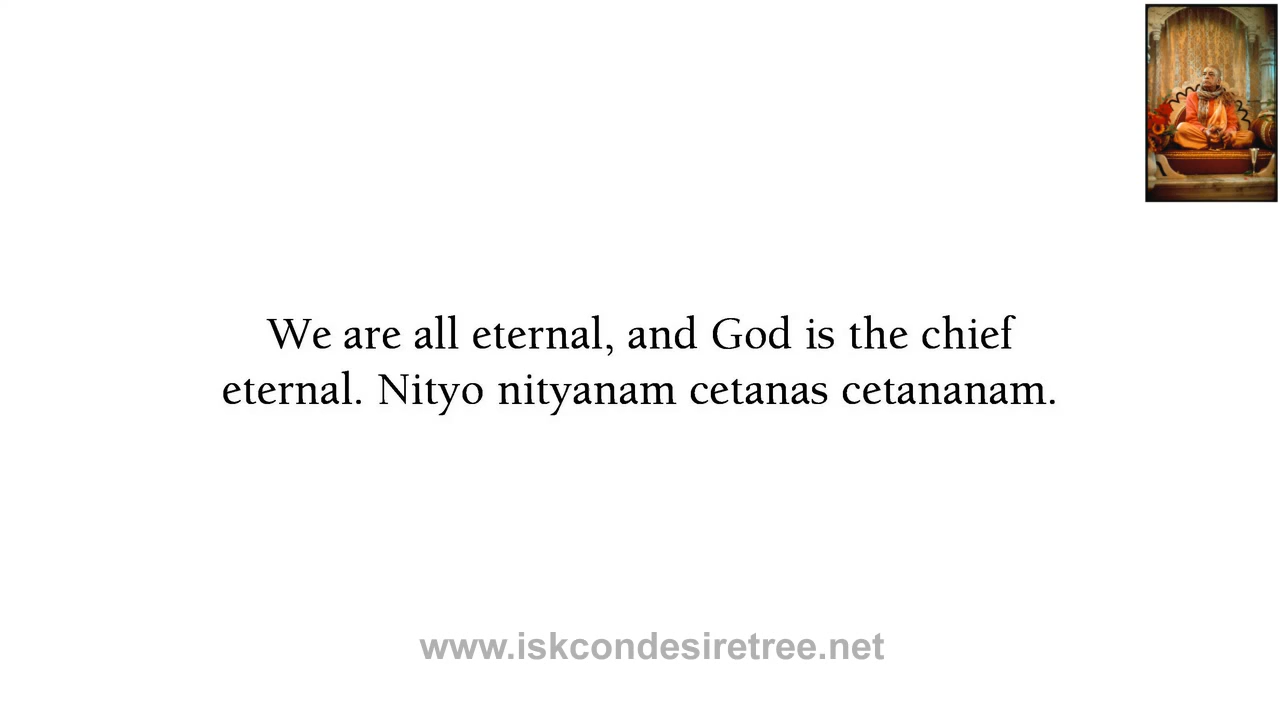 We are all eternal, and God is the chief
eternal. Nityo nityanam cetanas cetananam.
www.iskcondesiretree.net